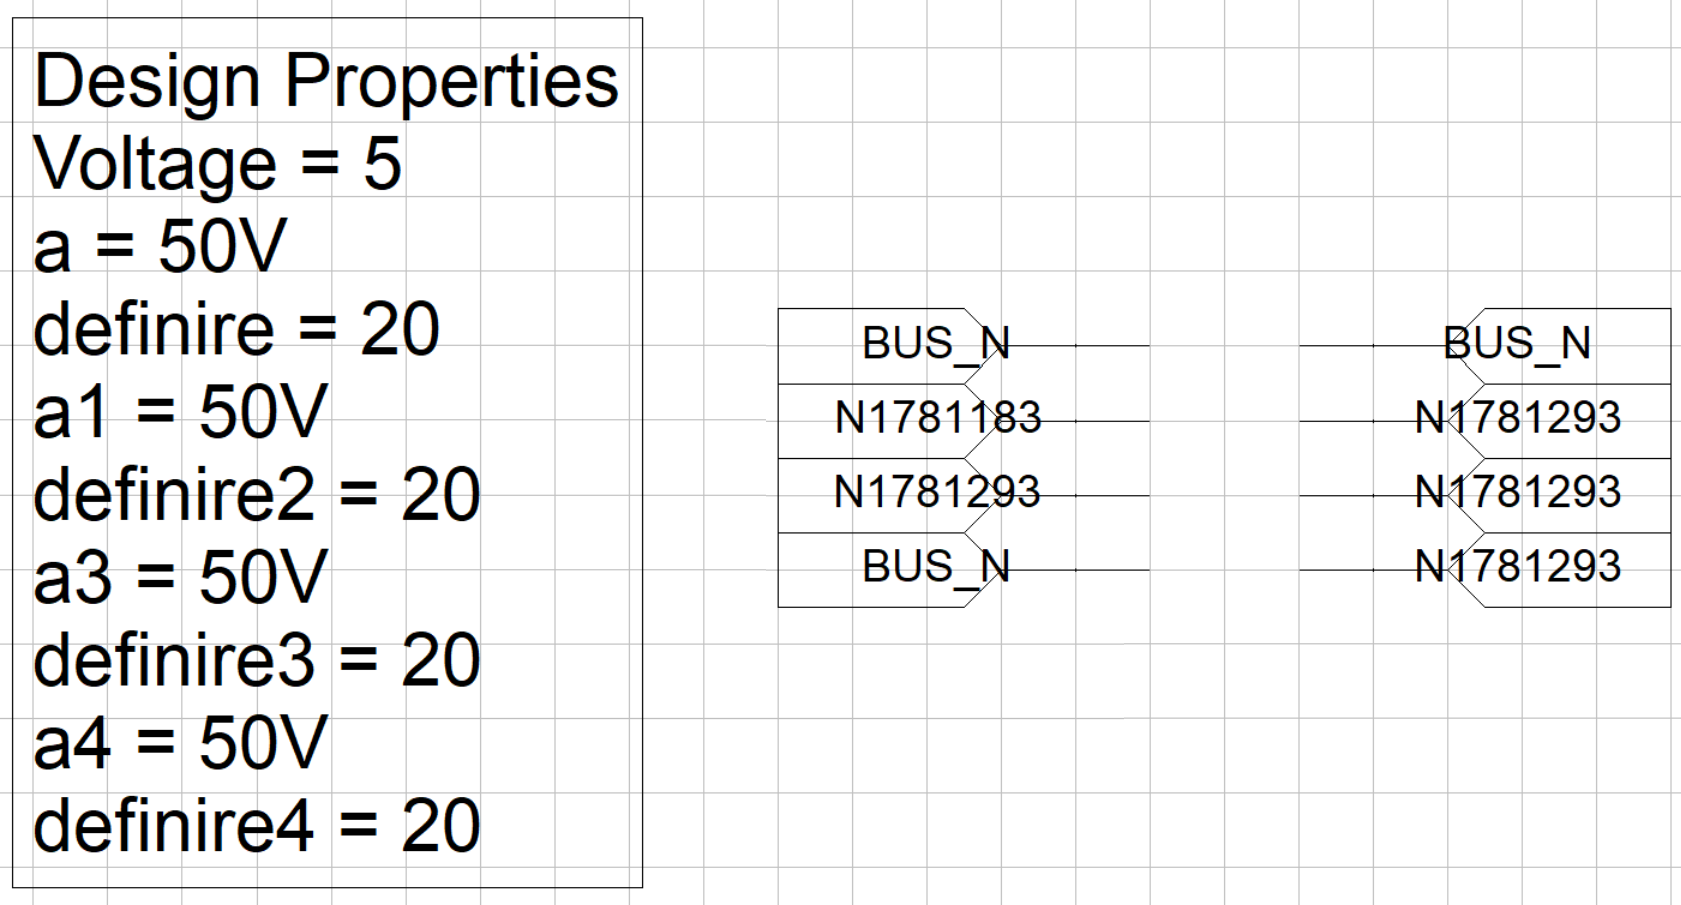 Design Properties
Voltage = 5
a = 50V
definire = 20
a1 = 50V
definire2 = 20
a3 = 50V
definire3 = 20
a4 = 50V
definire4 = 20
BUS_N
N1781183
N1781293
BUS_N
BUS_N
N1781293
N1781293
N1781293